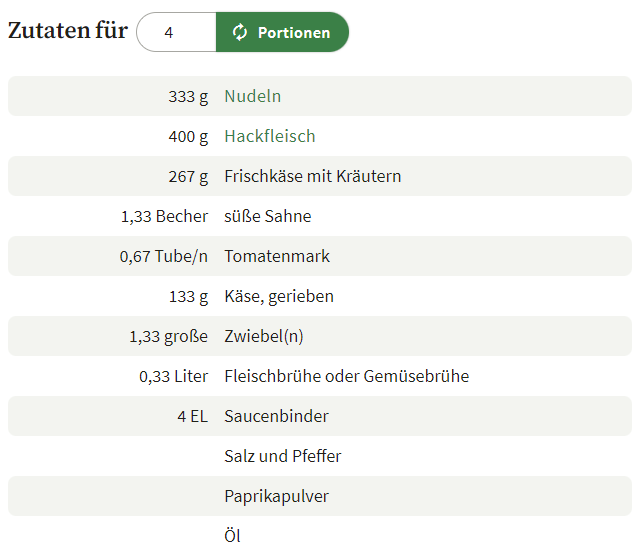 Zutaten für 4 Portionen
333 g Nudeln
400 g Hackfleisch
267 g Frischkäse mit Kräutern
1,33 Becher süße Sahne
0,67 Tube/n Tomatenmark
133 g Käse, gerieben
1,33 große Zwiebel(n)
0,33 Liter Fleischbrühe oder Gemüsebrühe
4 EL Saucenbinder
Salz und Pfeffer
Paprikapulver
Öl